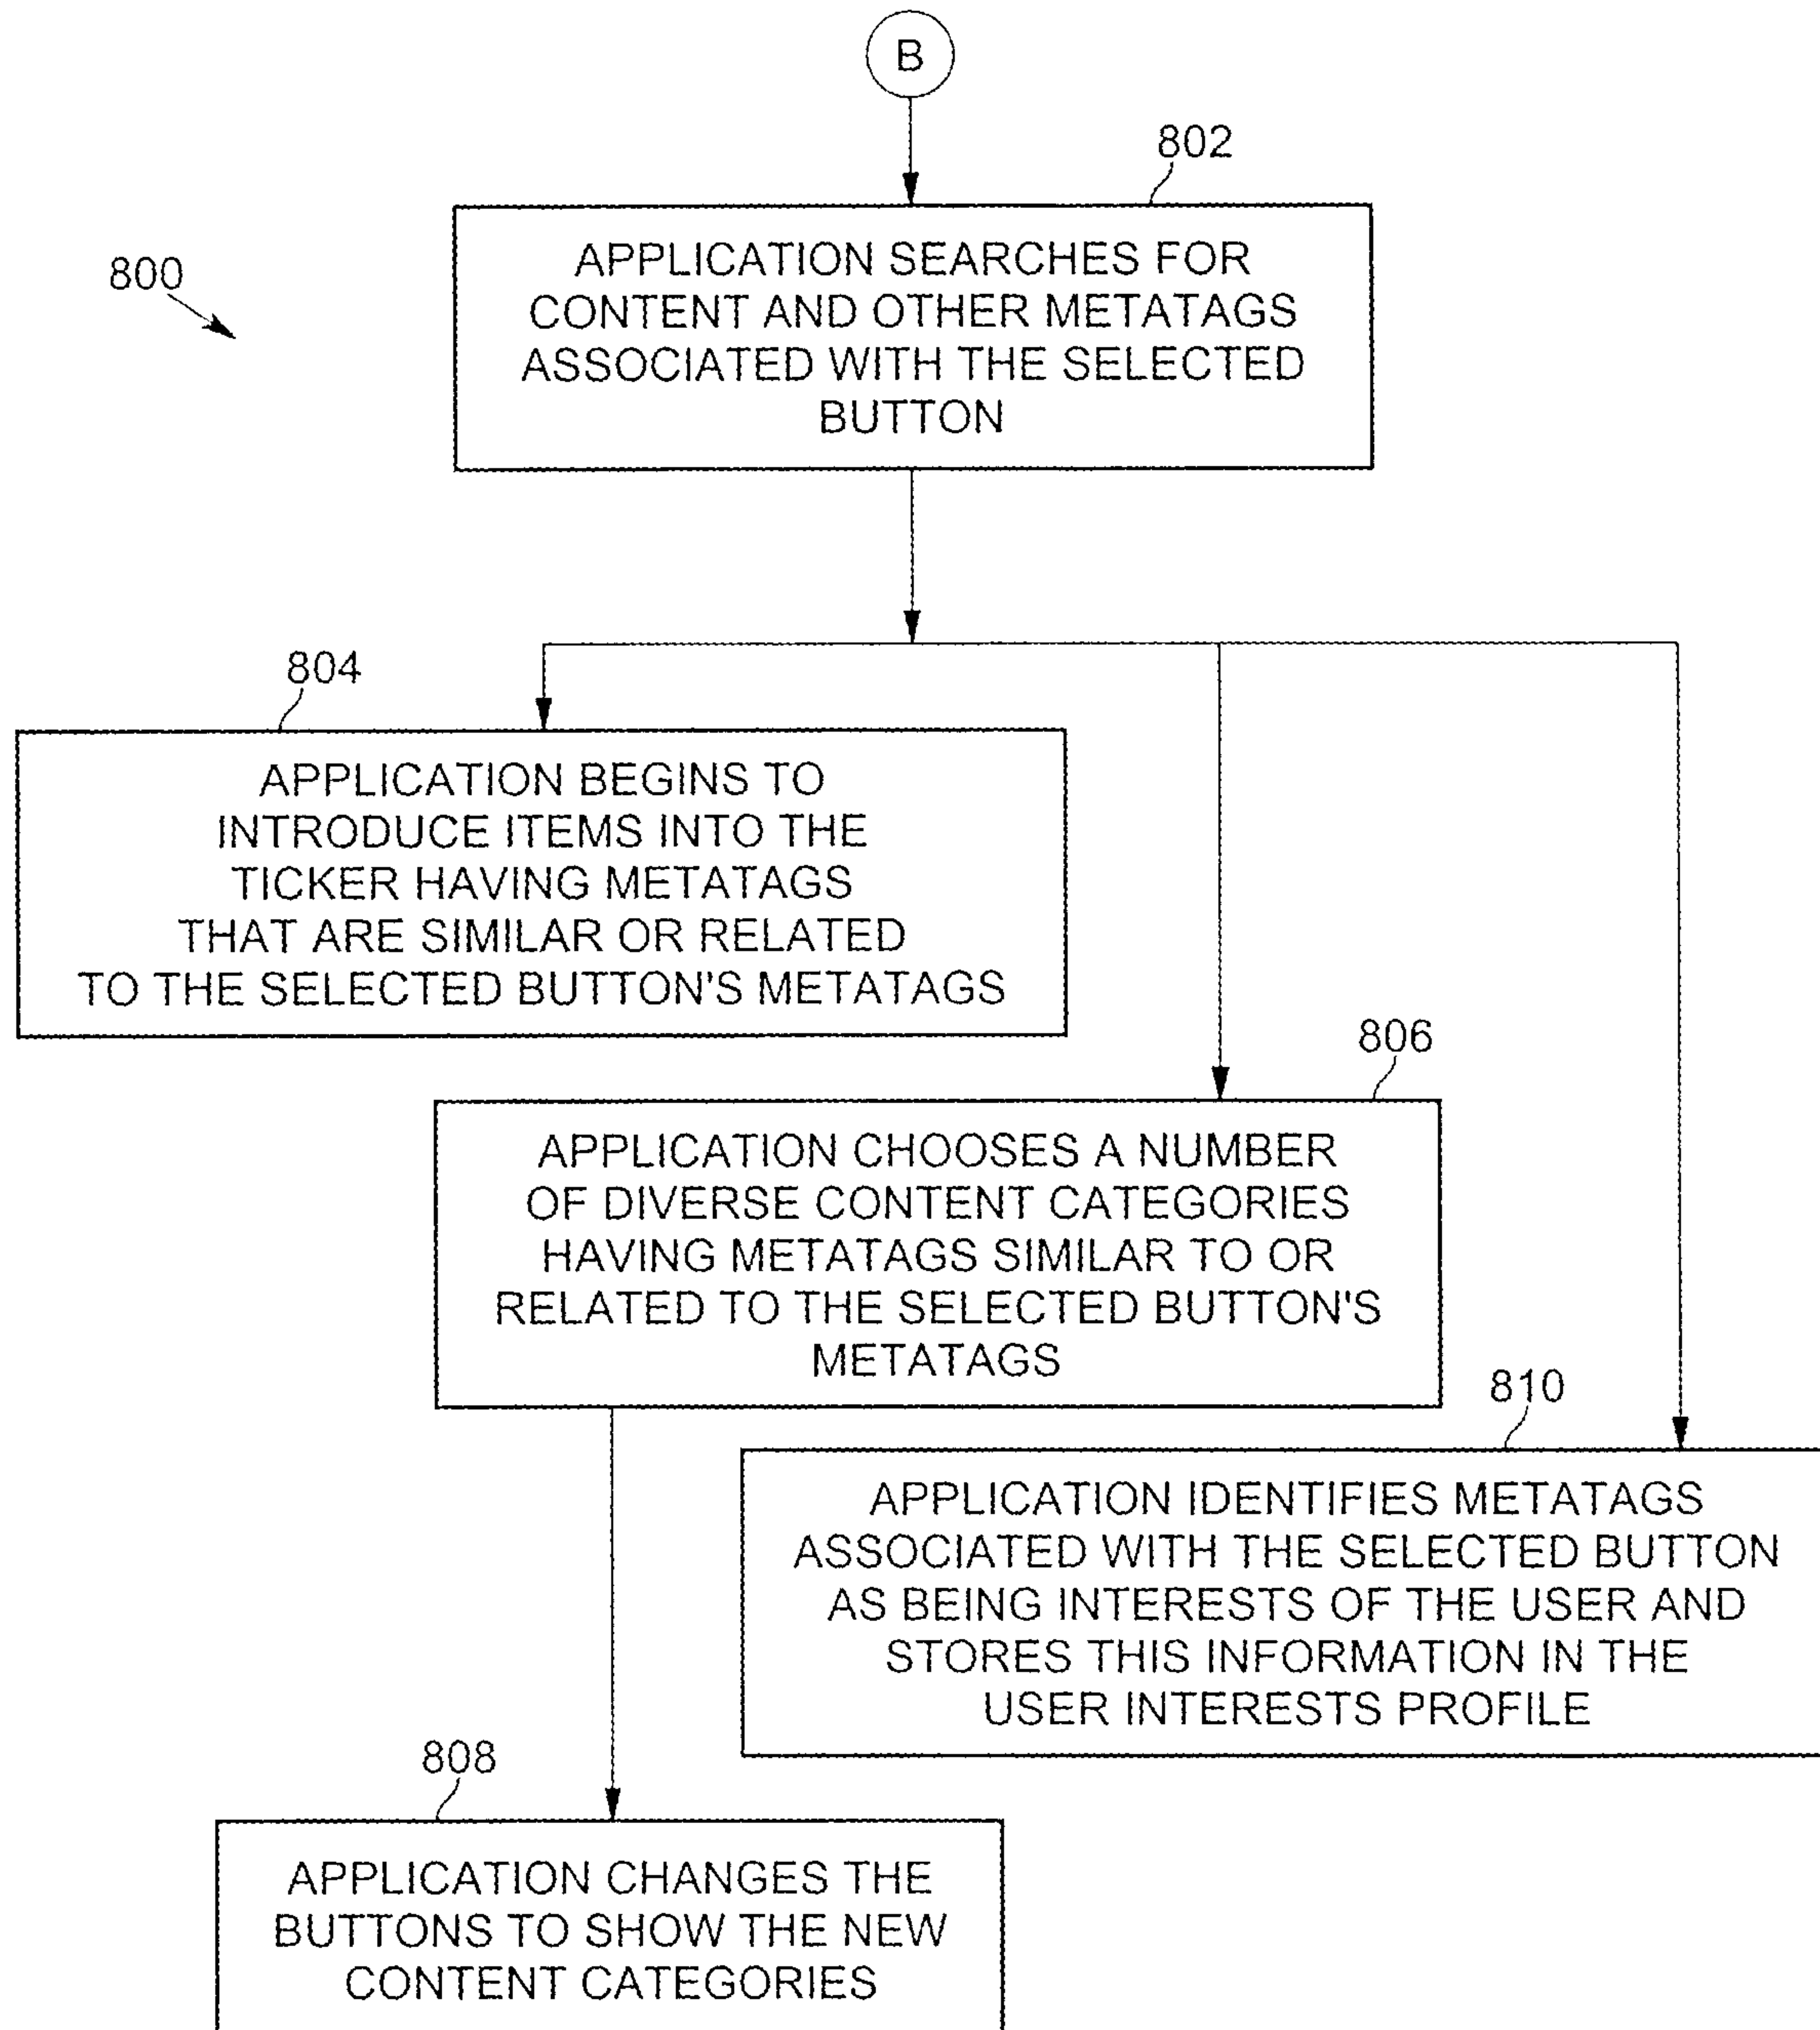 B
802
800
APPLICATION SEARCHES FOR
CONTENT AND OTHER METATAGS
ASSOCIATED WITH THE SELECTED
BUTTON
804
APPLICATION BEGINS TO
INTRODUCE ITEMS INTO THE
TICKER HAVING METATAGS
THAT ARE SIMILAR OR RELATED
TO THE SELECTED BUTTON'S METATAGS
806
APPLICATION CHOOSES A NUMBER
OF DIVERSE CONTENT CATEGORIES
HAVING METATAGS SIMILAR TO OR
RELATED TO THE SELECTED BUTTON'S
METATAGS
810
APPLICATION IDENTIFIES METATAGS
ASSOCIATED WITH THE SELECTED BUTTON
AS BEING INTERESTS OF THE USER AND
STORES THIS INFORMATION IN THE
USER INTERESTS PROFILE
808
APPLICATION CHANGES THE
BUTTONS TO SHOW THE NEW
CONTENT CATEGORIES